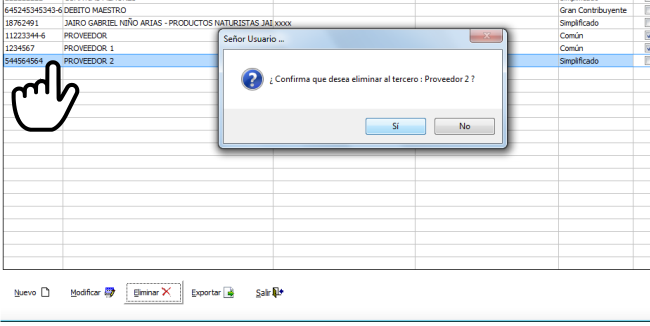 645245345343-6 DEBITO MAESTRO Gran Contribuyente
18762491 JAIRO GABRIEL NIÑO ARIAS - PRODUCTOS NATURISTAS JAI xxxx Simplificado
11223344-6 PROVEEDOR Común
1234567 PROVEEDOR 1 Común
544564564 PROVEEDOR 2 Simplificado
Señor Usuario ...
¿ Confirma que desea eliminar al tercero : Proveedor 2 ?
Sí No
Nuevo Modificar Eliminar Exportar Salir